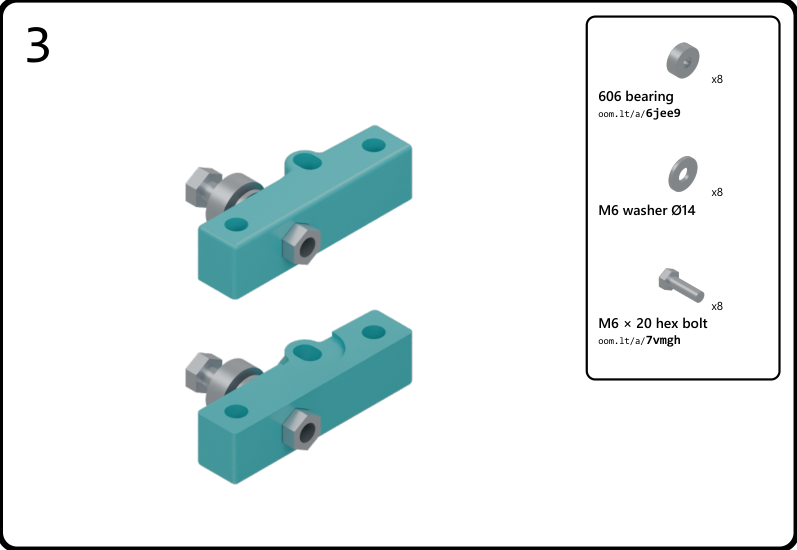 3
x8
606 bearing
oom.lt/a/6jee9
x8
M6 washer Ø14
x8
M6 × 20 hex bolt
oom.lt/a/7vmgh